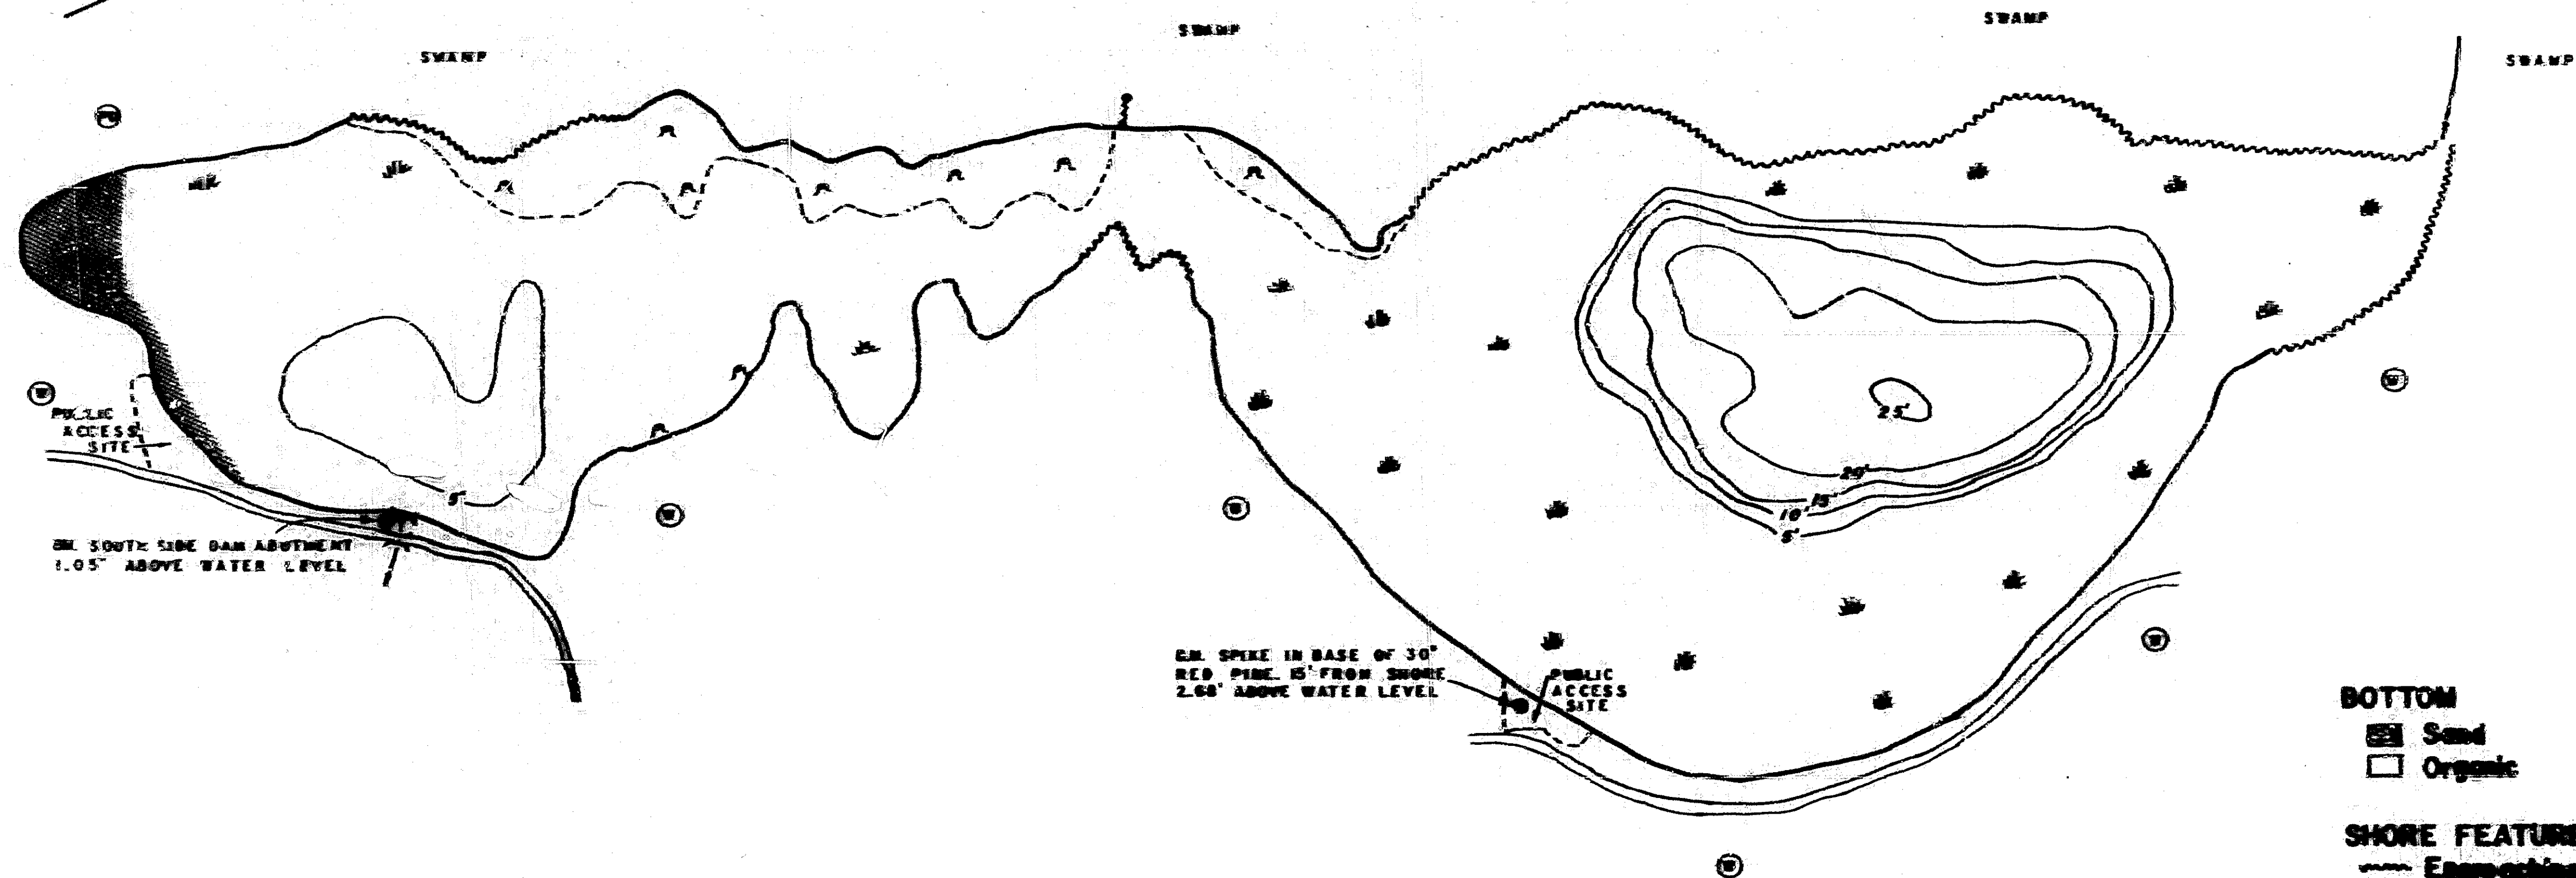 SWAMP
SWAMP
SWAMP
SWAMP
PUBLIC
ACCESS
SITE
5'
B.M. SOUTH SIDE DAM ABUTMENT
1.05' ABOVE WATER LEVEL
25'
20'
15'
10'
5'
B.M. SPIKE IN BASE OF 30"
RED PINE. 15' FROM SHORE
2.68' ABOVE WATER LEVEL
PUBLIC
ACCESS
SITE
W
W
W
W
W
W
BOTTOM
Sand
Organic
SHORE FEATURE